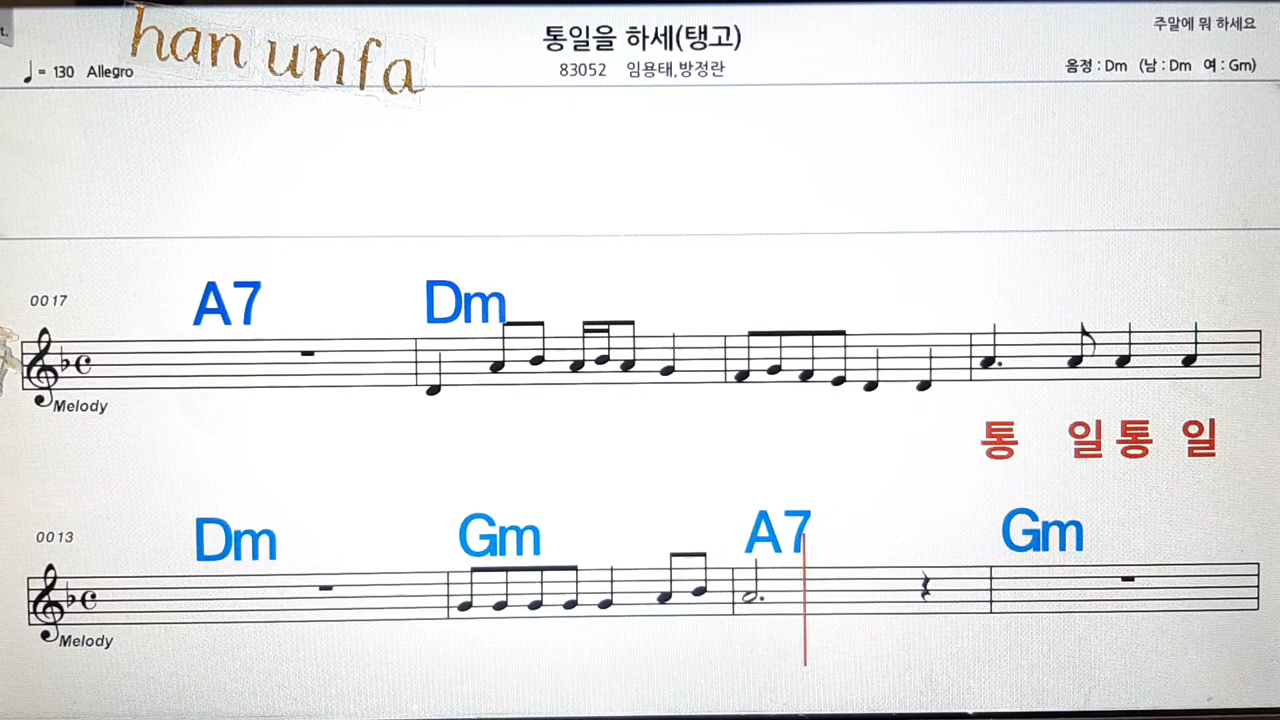 t.
han unfa
통일을 하세(탱고)
주말에 뭐 하세요
♩= 130 Allegro
83052 임용태,방정란
음정 : Dm (남 : Dm 여 : Gm)
A7 Dm
0017
Melody
통 일 통 일
Dm Gm A7 Gm
0013
Melody